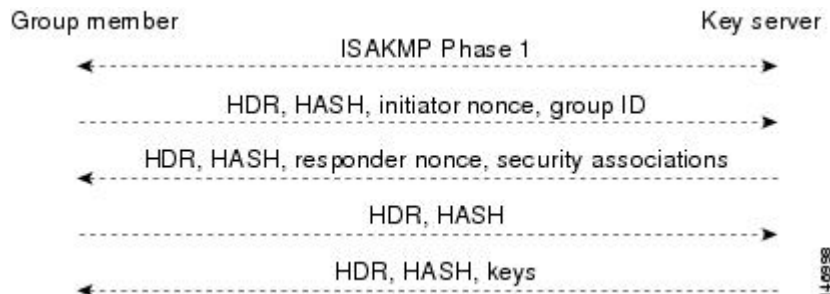 Group member
Key server
ISAKMP Phase 1
HDR, HASH, initiator nonce, group ID
HDR, HASH, responder nonce, security associations
HDR, HASH
HDR, HASH, keys